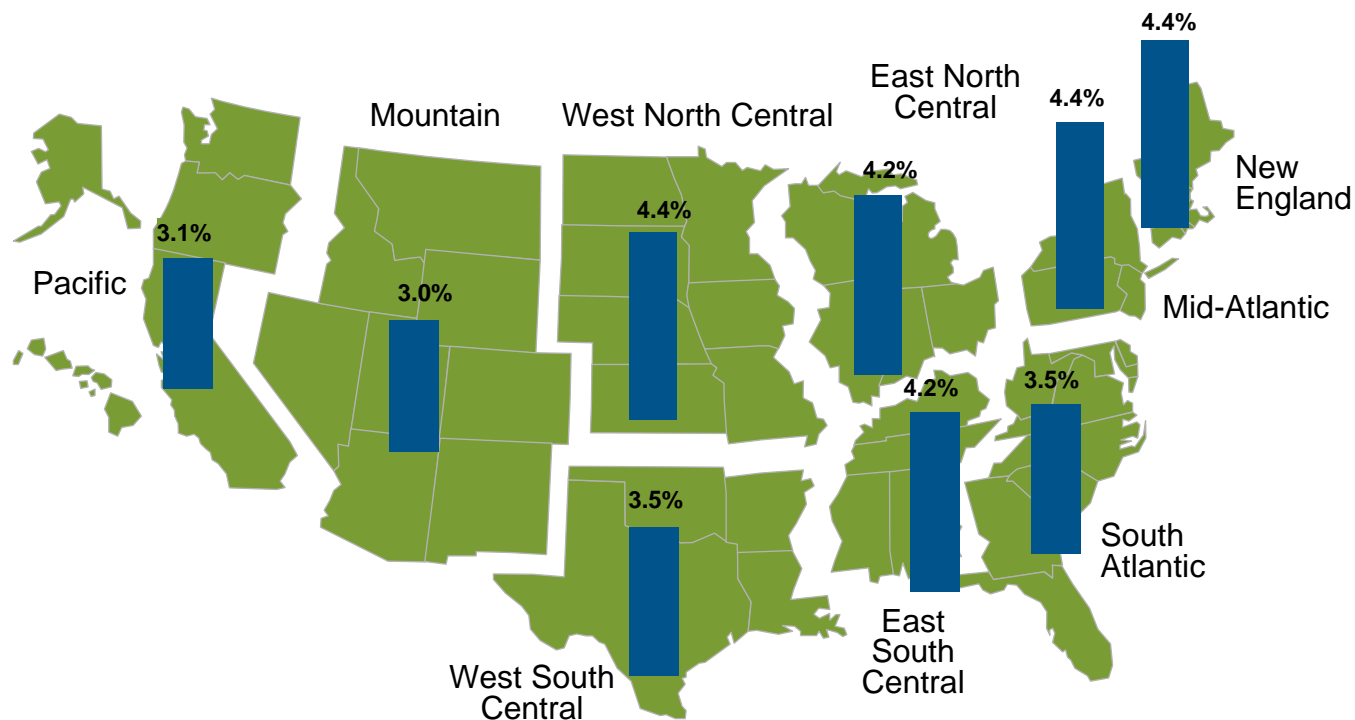 4.4%
East North
Central
4.4%
Mountain
West North Central
4.2%
New
England
4.4%
3.1%
Pacific
3.0%
Mid-Atlantic
4.2%
3.5%
3.5%
South
Atlantic
East
South
Central
West South
Central